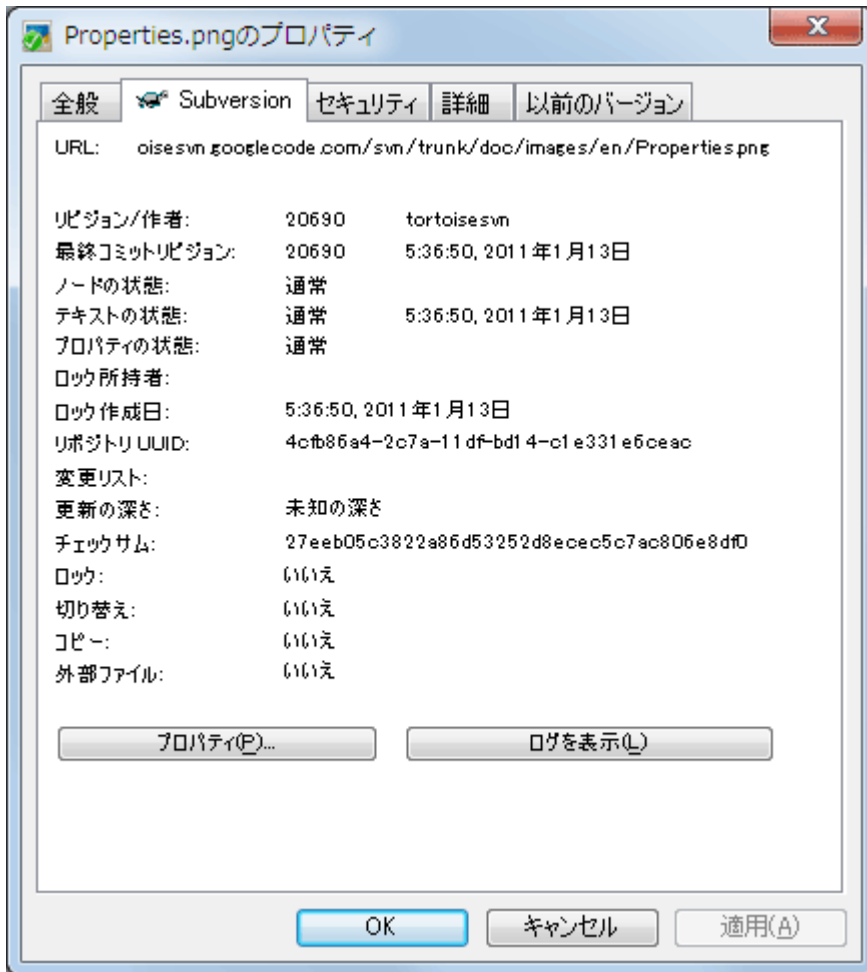 Properties.pngのプロパティ
全般 Subversion セキュリティ 詳細 以前のバージョン
URL: oisesvn.googlecode.com/svn/trunk/doc/images/en/Properties.png
リビジョン/作者: 20690 tortoisesvn
最終コミットリビジョン: 20690 5:36:50, 2011年1月13日
ノードの状態: 通常
テキストの状態: 通常 5:36:50, 2011年1月13日
プロパティの状態: 通常
ロック所持者:
ロック作成日: 5:36:50, 2011年1月13日
リポジトリ UUID: 4cfb86a4-2c7a-11df-bd14-c1e331e6ceac
変更リスト:
更新の深さ: 未知の深さ
チェックサム: 27eeb05c3822a86d53252d8ecec5c7ac806e8df0
ロック: いいえ
切り替え: いいえ
コピー: いいえ
外部ファイル: いいえ
プロパティ(P)... ログを表示(L)
OK キャンセル 適用(A)